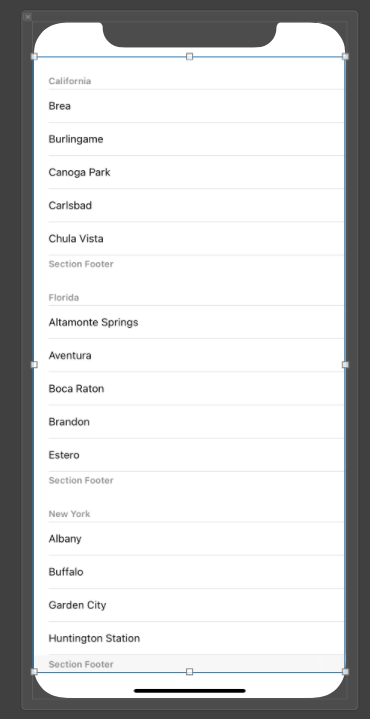 California
Brea
Burlingame
Canoga Park
Carlsbad
Chula Vista
Section Footer
Florida
Altamonte Springs
Aventura
Boca Raton
Brandon
Estero
Section Footer
New York
Albany
Buffalo
Garden City
Huntington Station
Section Footer